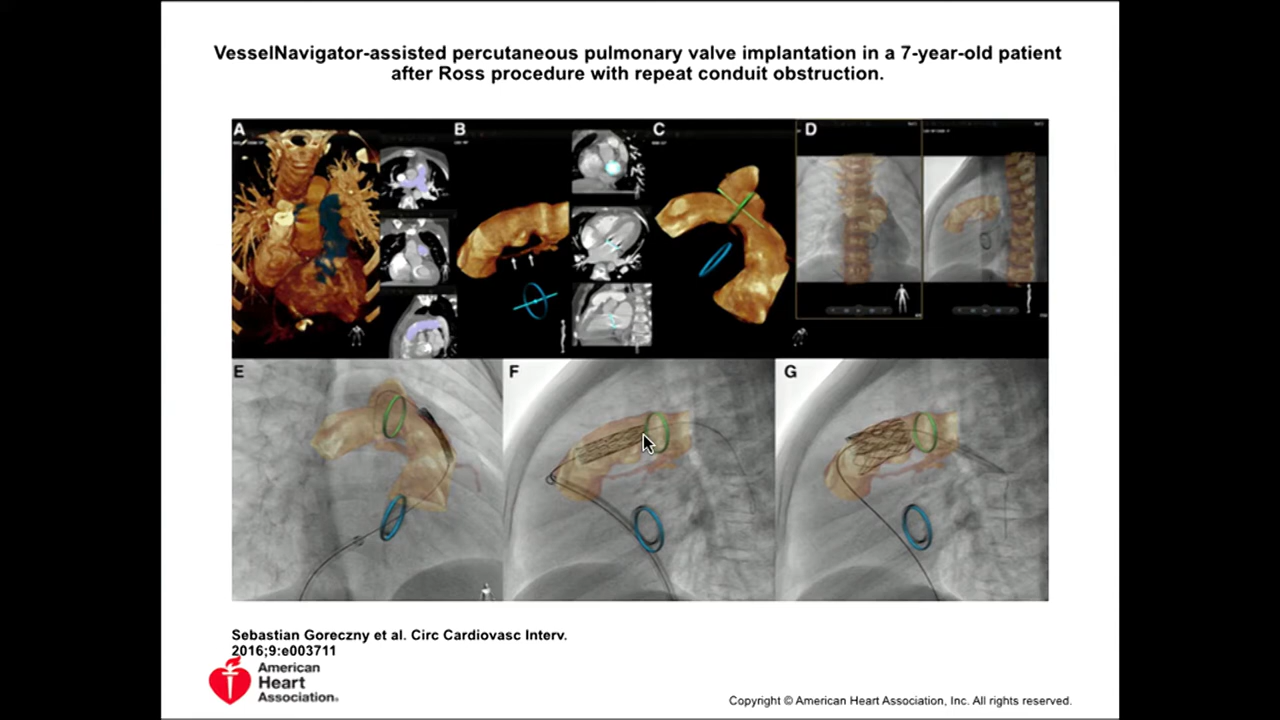 VesselNavigator-assisted percutaneous pulmonary valve implantation in a 7-year-old patient
after Ross procedure with repeat conduit obstruction.
A
B
C
D
E
F
G
Sebastian Goreczny et al. Circ Cardiovasc Interv.
2016;9:e003711
American
Heart
Association®
Copyright © American Heart Association, Inc. All rights reserved.